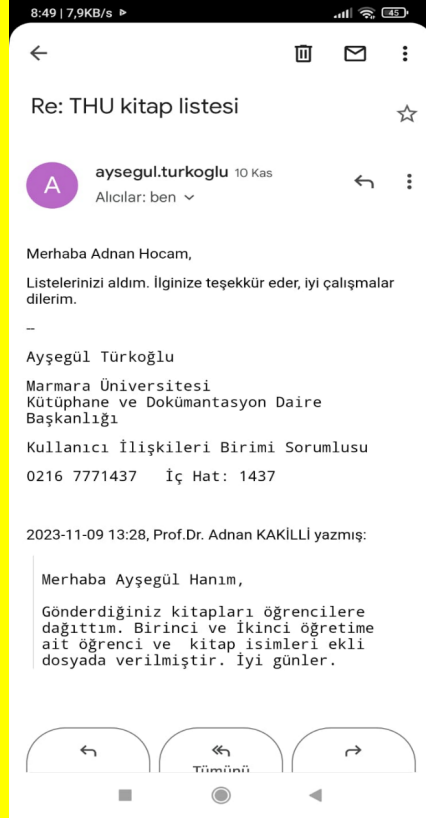 8:49 | 7,9KB/s
45
Re: THU kitap listesi
A
aysegul.turkoglu 10 Kas
Alıcılar: ben
Merhaba Adnan Hocam,
Listelerinizi aldım. İlginize teşekkür eder, iyi çalışmalar
dilerim.
--
Ayşegül Türkoğlu
Marmara Üniversitesi
Kütüphane ve Dokümantasyon Daire
Başkanlığı
Kullanıcı İlişkileri Birimi Sorumlusu
0216 7771437 İç Hat: 1437
2023-11-09 13:28, Prof.Dr. Adnan KAKİLLİ yazmış:
Merhaba Ayşegül Hanım,
Gönderdiğiniz kitapları öğrencilere
dağıttım. Birinci ve İkinci öğretime
ait öğrenci ve kitap isimleri ekli
dosyada verilmiştir. İyi günler.
Tümünü